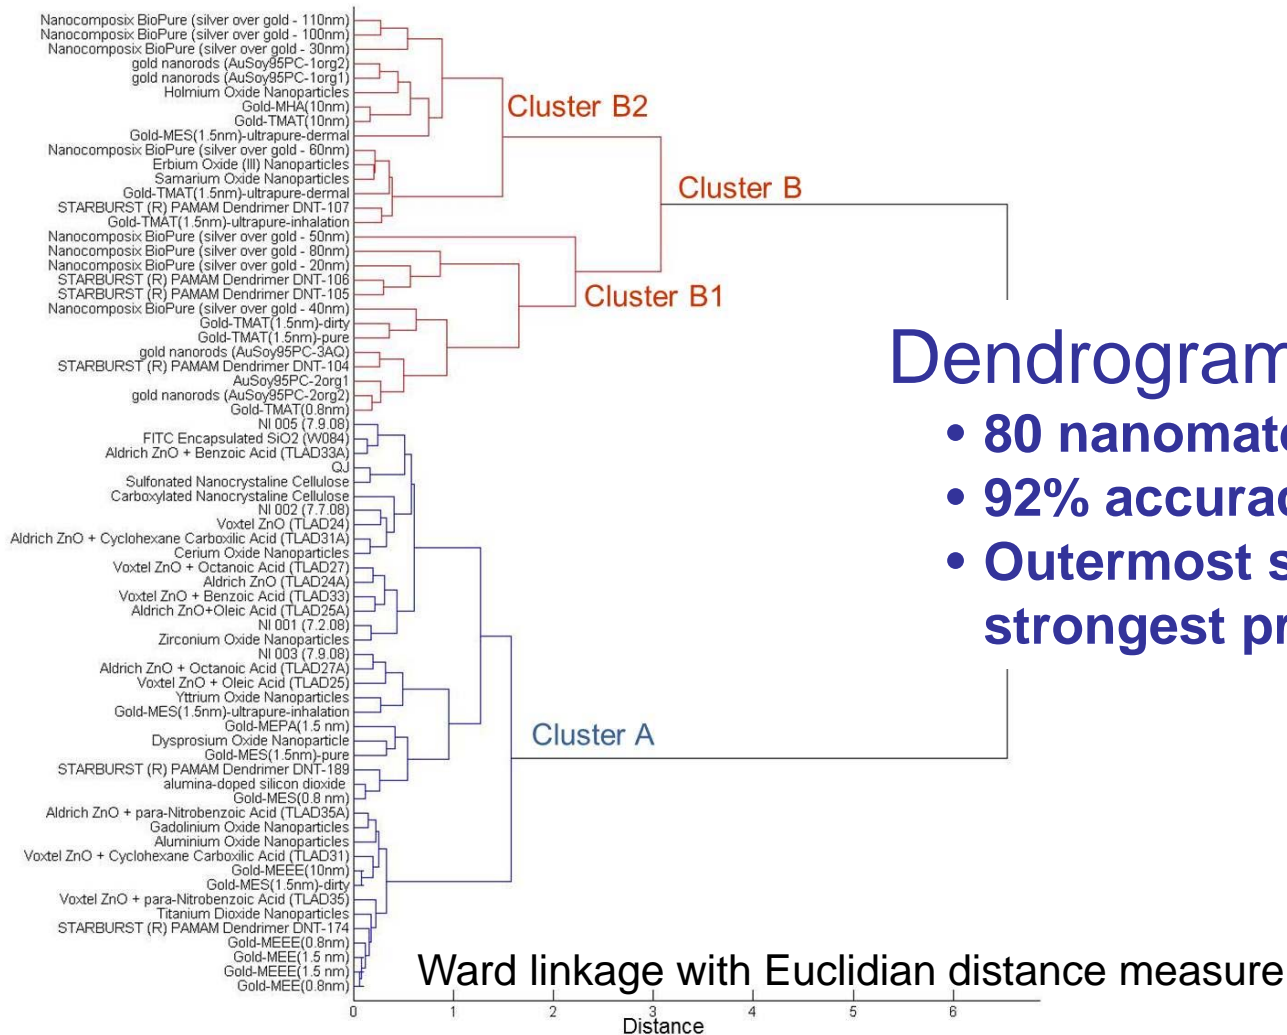 Nanocomposix BioPure (silver over gold - 110nm)
Nanocomposix BioPure (silver over gold - 100nm)
Nanocomposix BioPure (silver over gold - 30nm)
gold nanorods (AuSoy95PC-1org2)
gold nanorods (AuSoy95PC-1org1)
Holmium Oxide Nanoparticles
Gold-MHA(10nm)
Gold-TMAT(10nm)
Gold-MES(1.5nm)-ultrapure-dermal
Nanocomposix BioPure (silver over gold - 60nm)
Erbium Oxide (III) Nanoparticles
Samarium Oxide Nanoparticles
Gold-TMAT(1.5nm)-ultrapure-dermal
STARBURST (R) PAMAM Dendrimer DNT-107
Gold-TMAT(1.5nm)-ultrapure-inhalation
Nanocomposix BioPure (silver over gold - 50nm)
Nanocomposix BioPure (silver over gold - 80nm)
Nanocomposix BioPure (silver over gold - 20nm)
STARBURST (R) PAMAM Dendrimer DNT-106
STARBURST (R) PAMAM Dendrimer DNT-105
Nanocomposix BioPure (silver over gold - 40nm)
Gold-TMAT(1.5nm)-dirty
Gold-TMAT(1.5nm)-pure
gold nanorods (AuSoy95PC-3AQ)
STARBURST (R) PAMAM Dendrimer DNT-104
AuSoy95PC-2org1
gold nanorods (AuSoy95PC-2org2)
Gold-TMAT(0.8nm)
NI 005 (7.9.08)
FITC Encapsulated SiO2 (W084)
Aldrich ZnO + Benzoic Acid (TLAD33A)
QJ
Sulfonated Nanocrystaline Cellulose
Carboxylated Nanocrystaline Cellulose
NI 002 (7.7.08)
Voxtel ZnO (TLAD24)
Aldrich ZnO + Cyclohexane Carboxilic Acid (TLAD31A)
Cerium Oxide Nanoparticles
Voxtel ZnO + Octanoic Acid (TLAD27)
Aldrich ZnO (TLAD24A)
Voxtel ZnO + Benzoic Acid (TLAD33)
Aldrich ZnO+Oleic Acid (TLAD25A)
NI 001 (7.2.08)
Zirconium Oxide Nanoparticles
NI 003 (7.9.08)
Aldrich ZnO + Octanoic Acid (TLAD27A)
Voxtel ZnO + Oleic Acid (TLAD25)
Yttrium Oxide Nanoparticles
Gold-MES(1.5nm)-ultrapure-inhalation
Gold-MEPA(1.5 nm)
Dysprosium Oxide Nanoparticle
Gold-MES(1.5nm)-pure
STARBURST (R) PAMAM Dendrimer DNT-189
alumina-doped silicon dioxide
Gold-MES(0.8 nm)
Aldrich ZnO + para-Nitrobenzoic Acid (TLAD35A)
Gadolinium Oxide Nanoparticles
Aluminium Oxide Nanoparticles
Voxtel ZnO + Cyclohexane Carboxilic Acid (TLAD31)
Gold-MEEE(10nm)
Gold-MES(1.5nm)-dirty
Voxtel ZnO + para-Nitrobenzoic Acid (TLAD35)
Titanium Dioxide Nanoparticles
STARBURST (R) PAMAM Dendrimer DNT-174
Gold-MEEE(0.8nm)
Gold-MEE(1.5 nm)
Gold-MEEE(1.5 nm)
Gold-MEE(0.8nm)
Cluster B2
Cluster B
Cluster B1
Cluster A
Dendrogram
• 80 nanomate
• 92% accurac
• Outermost s
strongest pr
Ward linkage with Euclidian distance measure
0 1 2 3 4 5 6
Distance